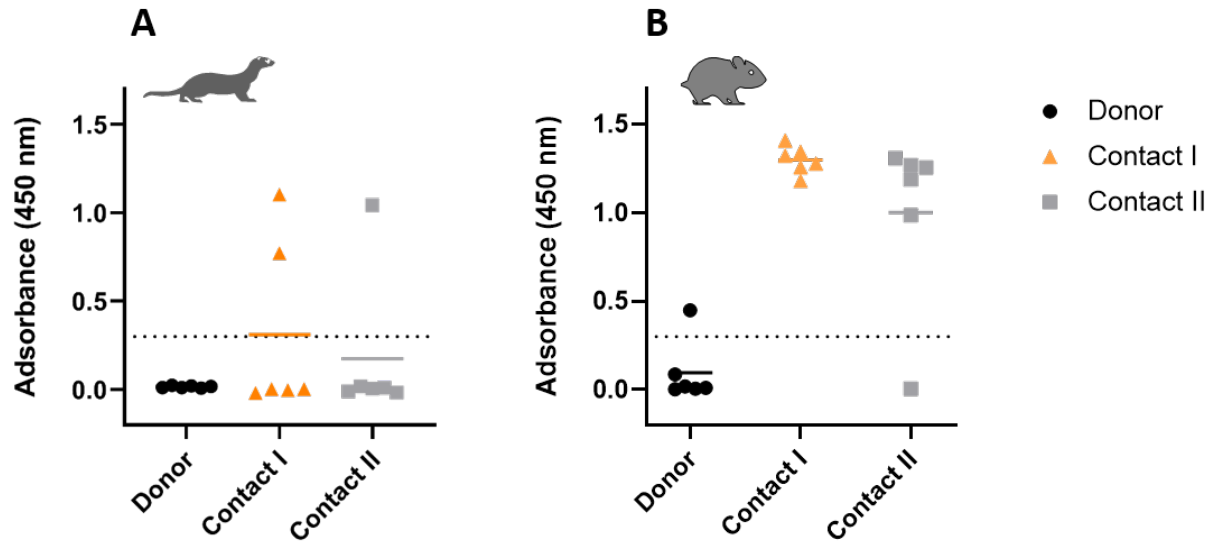 A
Adsorbance (450 nm)
1.5
1.0
0.5
0.0
Donor
Contact I
Contact II
B
Adsorbance (450 nm)
1.5
1.0
0.5
0.0
Donor
Contact I
Contact II
Donor
Contact I
Contact II